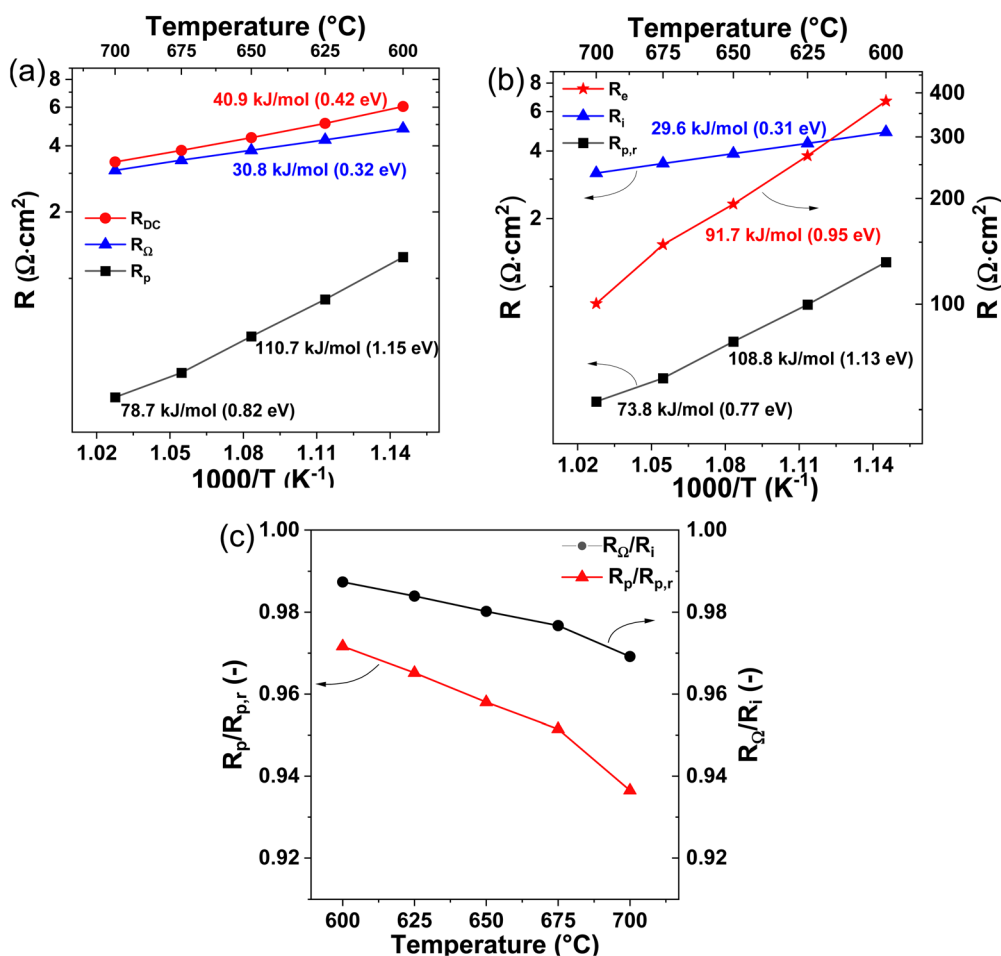 Temperature (°C)
700 675 650 625 600
(a)
8
6
4
2
40.9 kJ/mol (0.42 eV)
30.8 kJ/mol (0.32 eV)
R_DC
R_Ω
R_p
110.7 kJ/mol (1.15 eV)
78.7 kJ/mol (0.82 eV)
R (Ω·cm²)
1.02 1.05 1.08 1.11 1.14
1000/T (K⁻¹)
Temperature (°C)
700 675 650 625 600
(b)
8
6
4
2
R_e
R_i
R_p,r
29.6 kJ/mol (0.31 eV)
91.7 kJ/mol (0.95 eV)
108.8 kJ/mol (1.13 eV)
73.8 kJ/mol (0.77 eV)
R (Ω·cm²)
400
300
200
100
R (Ω·cm²)
1.02 1.05 1.08 1.11 1.14
1000/T (K⁻¹)
(c)
1.00
0.98
0.96
0.94
0.92
R_p/R_p,r (-)
R_Ω/R_i
R_p/R_p,r
1.00
0.98
0.96
0.94
0.92
R_Ω/R_i (-)
600 625 650 675 700
Temperature (°C)